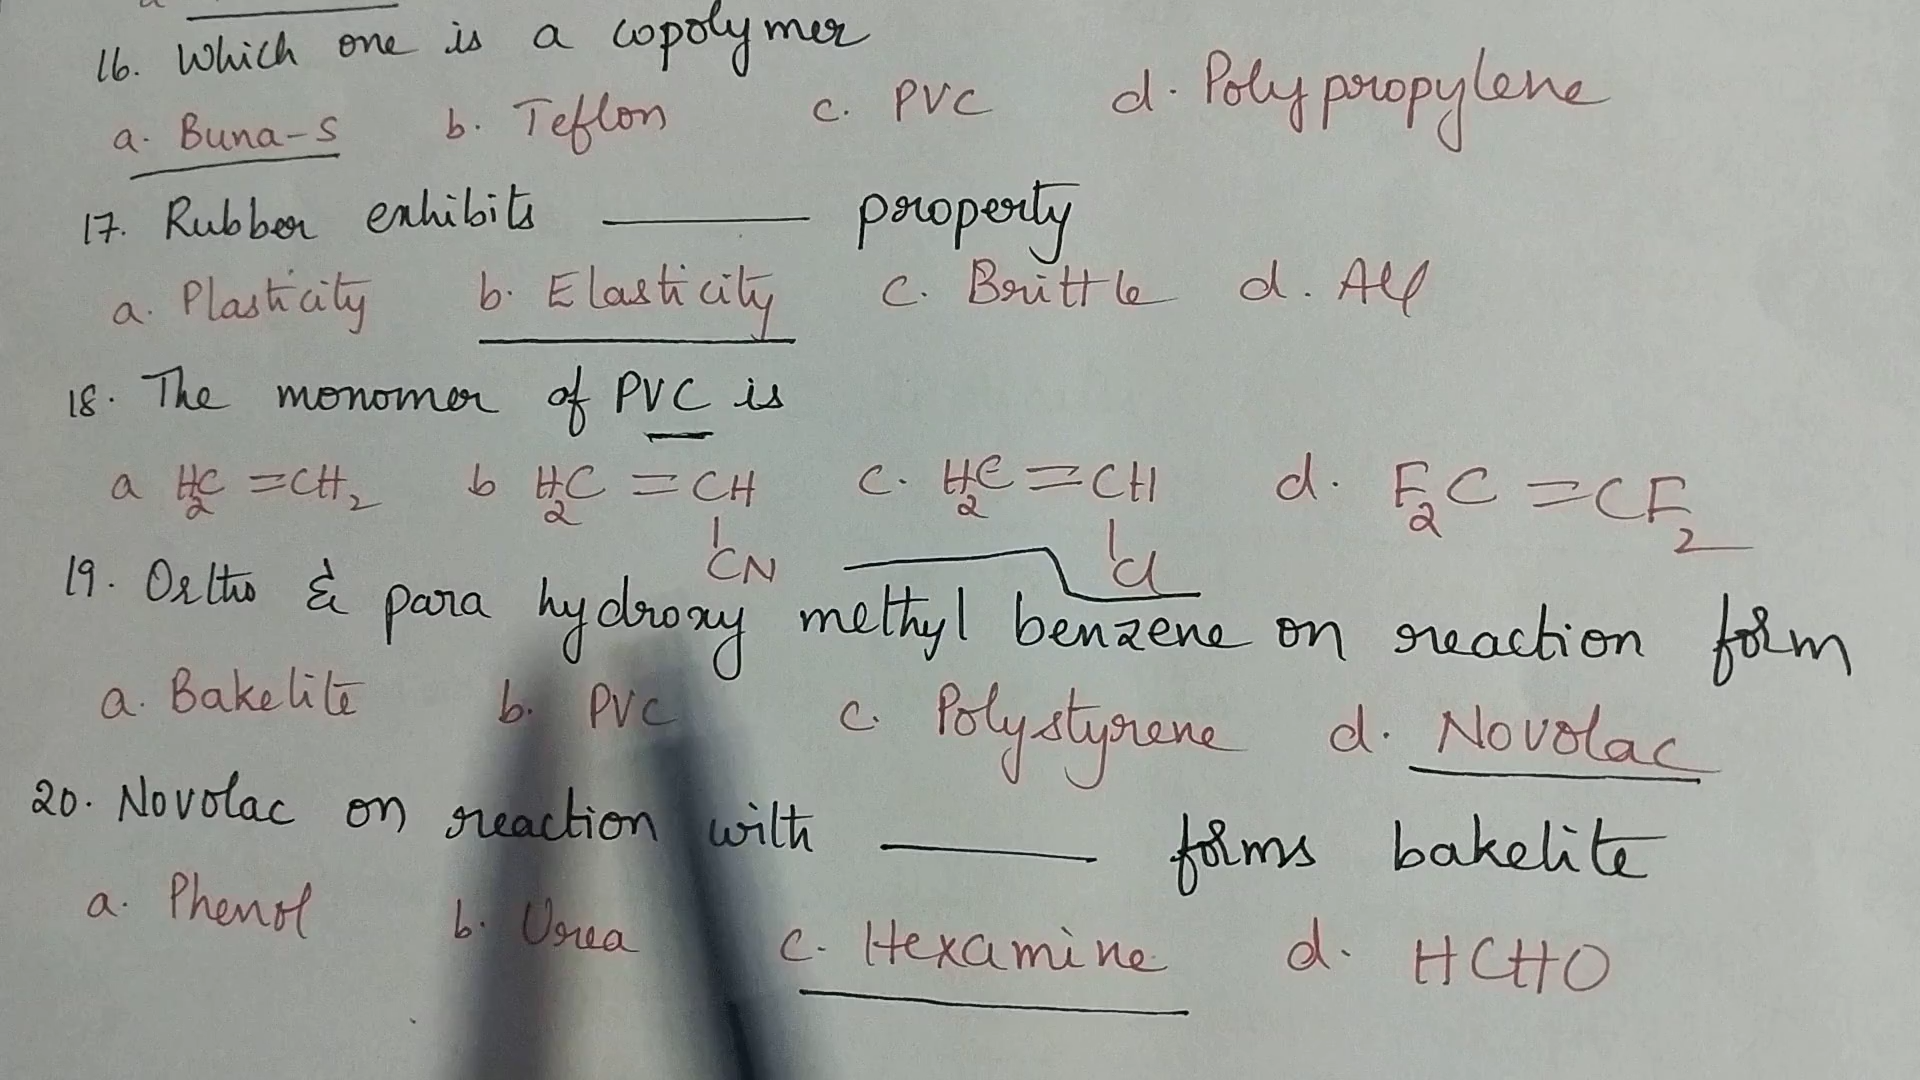 16. Which one is a copolymer
a. Buna-S b. Teflon c. PVC d. Polypropylene
17. Rubber exhibits ______ property
a. Plasticity b. Elasticity c. Brittle d. All
18. The monomer of PVC is
a H₂C=CH₂ b H₂C=CH c. H₂C=CH d. F₂C=CF₂
CN Cl
19. Ortho & para hydroxy methyl benzene on reaction form
a. Bakelite b. PVC c. Polystyrene d. Novolac
20. Novolac on reaction with ______ forms bakelite
a. Phenol b. Urea c. Hexamine d. HCHO